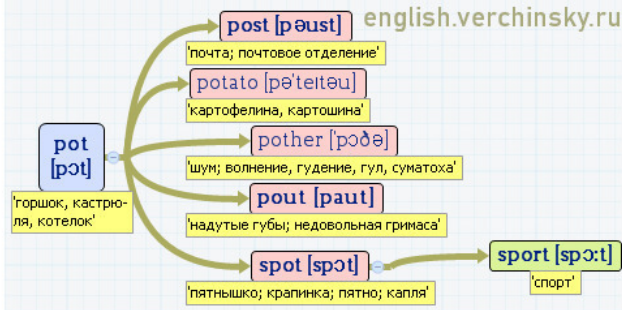 english.verchinsky.ru
post [pəust]
'почта; почтовое отделение'
potato [pə'teɪtəu]
'картофелина, картошина'
pot
[pɔt]
'горшок, кастрю-
ля, котелок'
pother ['pɔðə]
'шум; волнение, гудение, гул, суматоха'
pout [paut]
'надутые губы; недовольная гримаса'
spot [spɔt]
'пятнышко; крапинка; пятно; капля'
sport [spɔ:t]
'спорт'